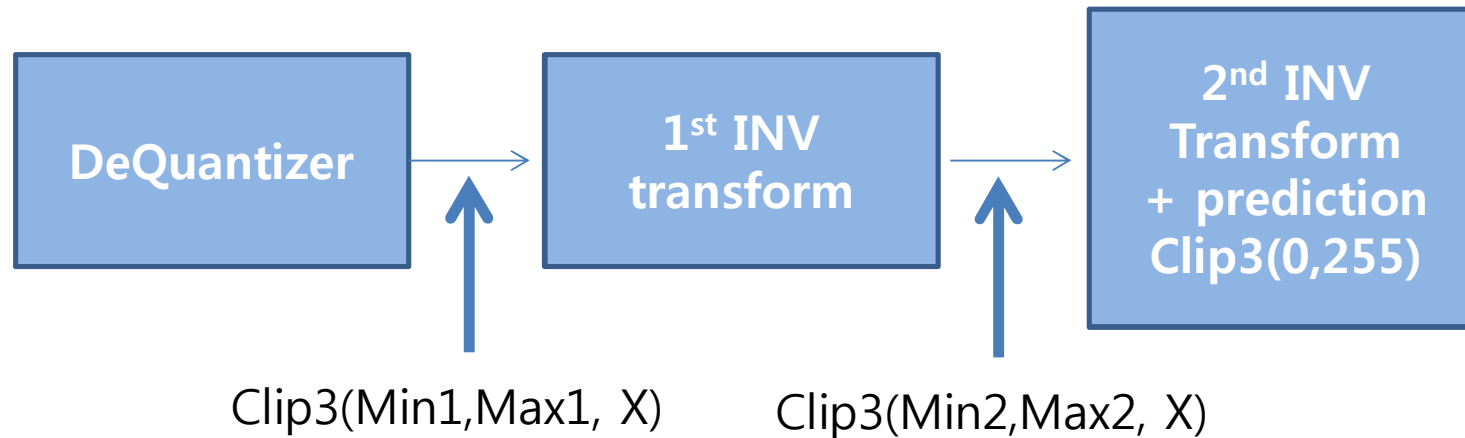 DeQuantizer
1st INV
transform
2nd INV
Transform
+ prediction
Clip3(0,255)
Clip3(Min1,Max1, X)
Clip3(Min2,Max2, X)